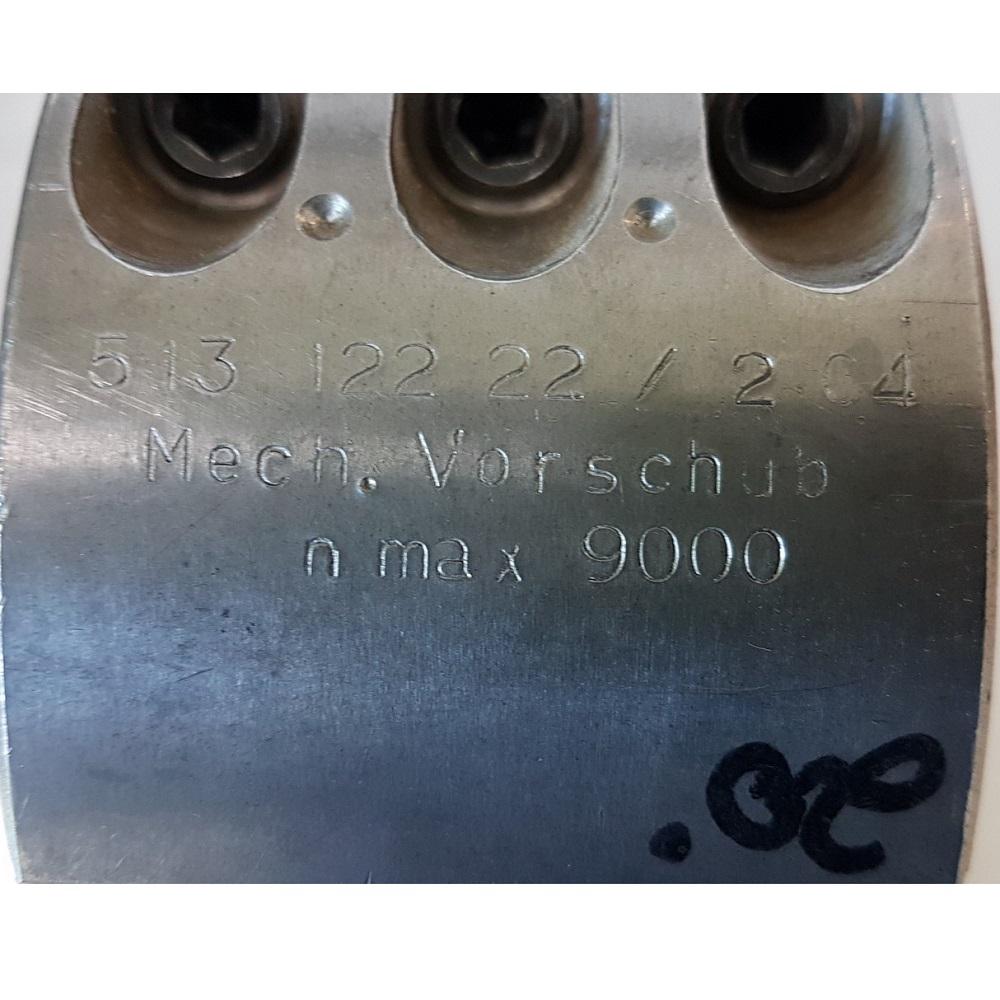 513 122 22 / 2 04
Mech. Vorschub
n max 9000